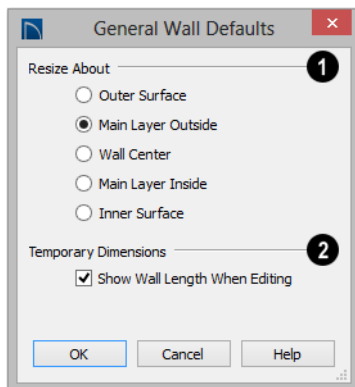 General Wall Defaults
Resize About
1
Outer Surface
Main Layer Outside
Wall Center
Main Layer Inside
Inner Surface
Temporary Dimensions
2
Show Wall Length When Editing
OK Cancel Help